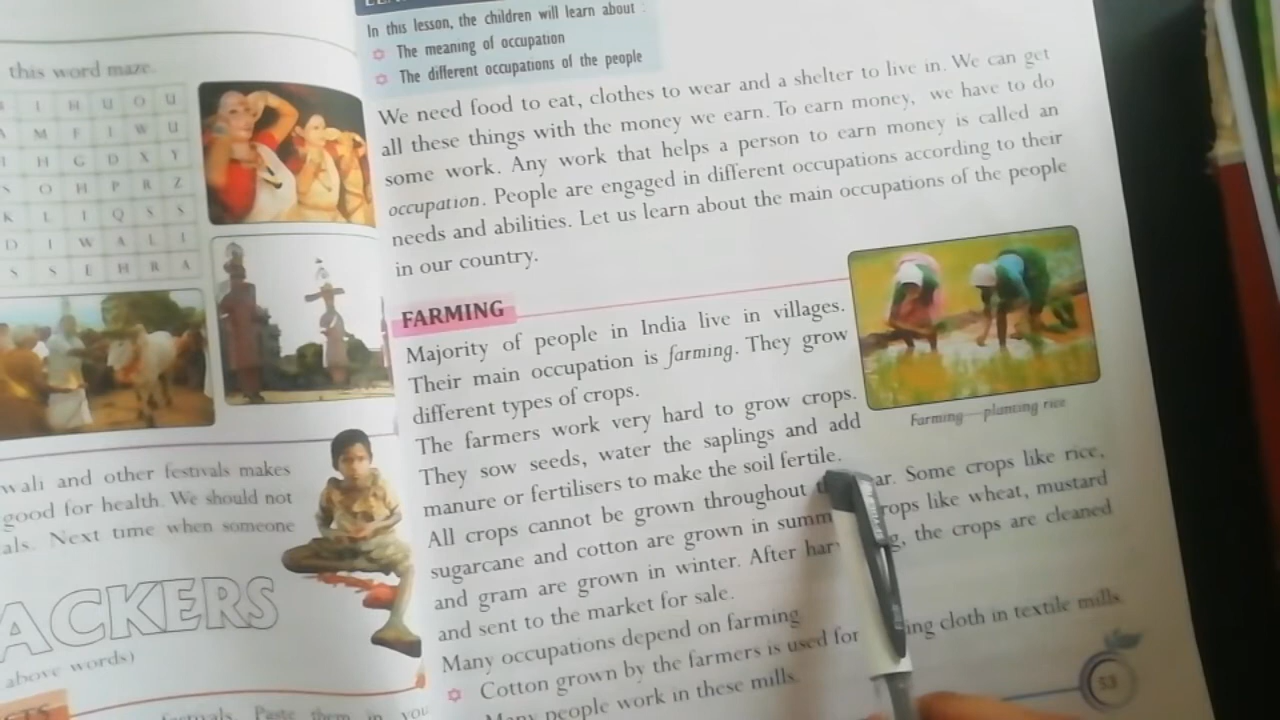 this word maze.
I H U O U
M F I W U
H G D X Y
O H P R Z
K L I Q S S
D I W A L I
S S E H R A
wali and other festivals makes
good for health. We should not
als. Next time when someone
ACKERS
above words)
festivals. Paste them in you
In this lesson, the children will learn about :
The meaning of occupation
The different occupations of the people
We need food to eat, clothes to wear and a shelter to live in. We can get
all these things with the money we earn. To earn money, we have to do
some work. Any work that helps a person to earn money is called an
occupation. People are engaged in different occupations according to their
needs and abilities. Let us learn about the main occupations of the people
in our country.
FARMING
Majority of people in India live in villages.
Their main occupation is farming. They grow
different types of crops.
Farming—planting rice
The farmers work very hard to grow crops.
They sow seeds, water the saplings and add
manure or fertilisers to make the soil fertile.
All crops cannot be grown throughout ar. Some crops like rice,
sugarcane and cotton are grown in summ rops like wheat, mustard
and gram are grown in winter. After har g, the crops are cleaned
and sent to the market for sale.
Many occupations depend on farming
Cotton grown by the farmers is used for ing cloth in textile mills.
Many people work in these mills.
53